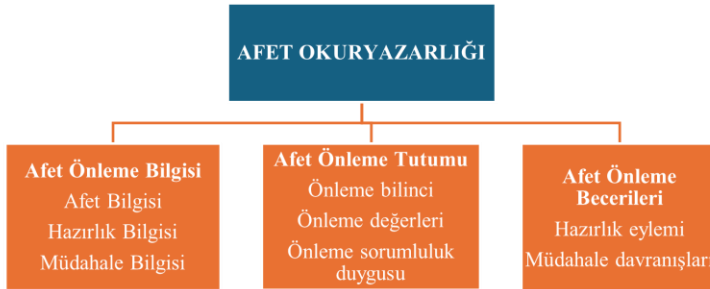 AFET OKURYAZARLIĞI
Afet Önleme Bilgisi
Afet Bilgisi
Hazırlık Bilgisi
Müdahale Bilgisi
Afet Önleme Tutumu
Önleme bilinci
Önleme değerleri
Önleme sorumluluk
duygusu
Afet Önleme
Becerileri
Hazırlık eylemi
Müdahale davranışları